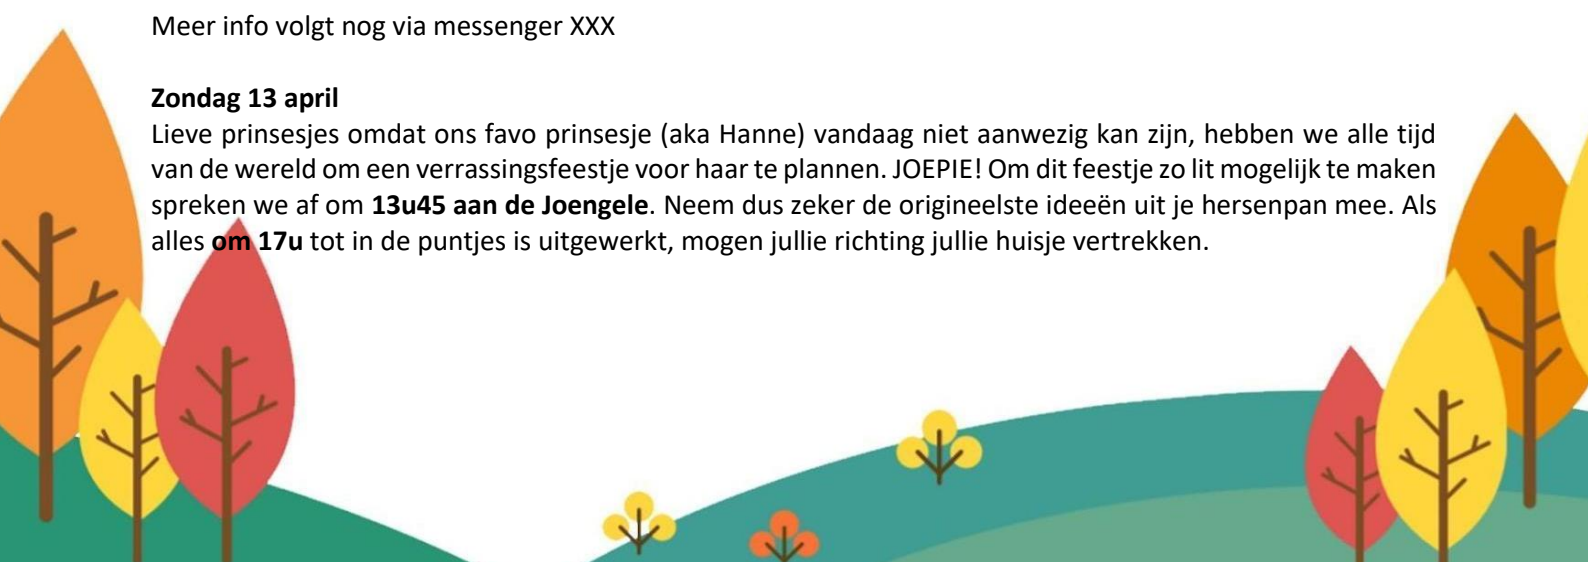 Meer info volgt nog via messenger XXX
Zondag 13 april
Lieve prinsesjes omdat ons favo prinsesje (aka Hanne) vandaag niet aanwezig kan zijn, hebben we alle tijd
van de wereld om een verrassingsfeestje voor haar te plannen. JOEPIE! Om dit feestje zo lit mogelijk te maken
spreken we af om 13u45 aan de Joengele. Neem dus zeker de origineelste ideeën uit je hersenpan mee. Als
alles om 17u tot in de puntjes is uitgewerkt, mogen jullie richting jullie huisje vertrekken.